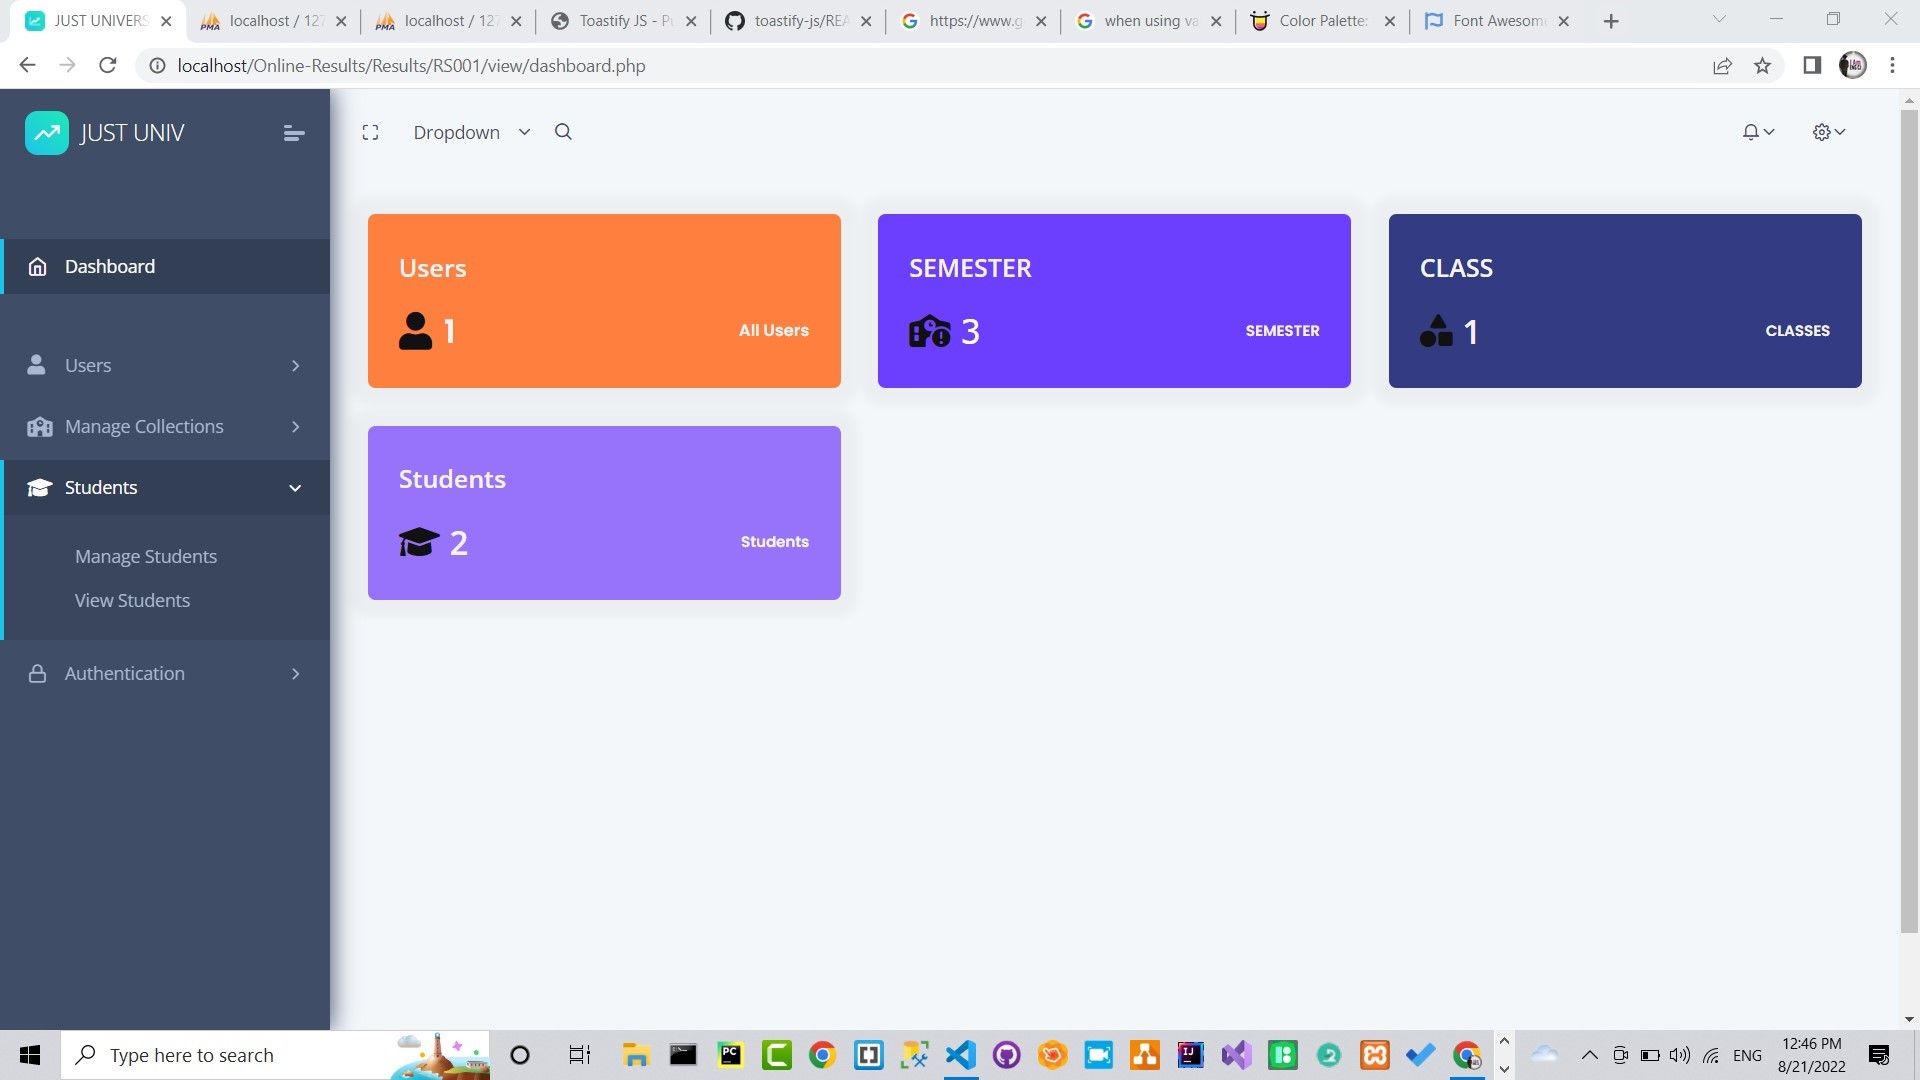 JUST UNIVERS
localhost / 127
localhost / 127
Toastify JS - Pu
toastify-js/REA
https://www.g
when using va
Color Palette:
Font Awesom
localhost/Online-Results/Results/RS001/view/dashboard.php
JUST UNIV
Dropdown
Dashboard
Users
Manage Collections
Students
Manage Students
View Students
Authentication
Users
1
All Users
SEMESTER
3
SEMESTER
CLASS
1
CLASSES
Students
2
Students
Type here to search
ENG
12:46 PM
8/21/2022